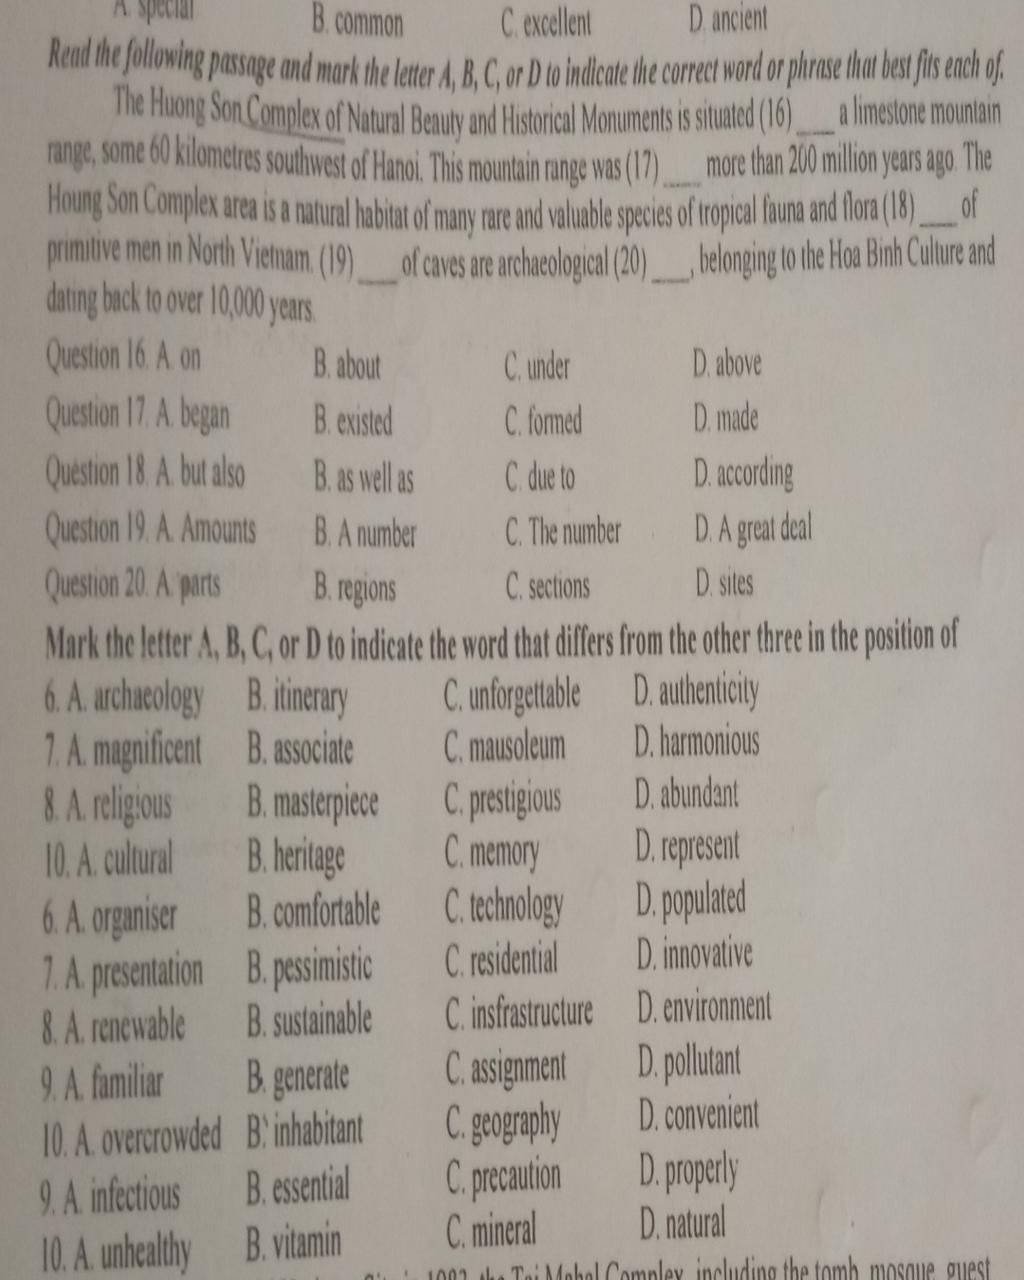 A. special B. common C. excellent D. ancient
Read the following passage and mark the letter A, B, C, or D to indicate the correct word or phrase that best fits each of.
The Huong Son Complex of Natural Beauty and Historical Monuments is situated (16) ___ a limestone mountain
range, some 60 kilometres southwest of Hanoi. This mountain range was (17) ___ more than 200 million years ago. The
Houng Son Complex area is a natural habitat of many rare and valuable species of tropical fauna and flora (18) ___ of
primitive men in North Vietnam. (19) ___ of caves are archaeological (20) ___, belonging to the Hoa Binh Culture and
dating back to over 10,000 years.
Question 16. A. on B. about C. under D. above
Question 17. A. began B. existed C. formed D. made
Question 18. A. but also B. as well as C. due to D. according
Question 19. A. Amounts B. A number C. The number D. A great deal
Question 20. A. parts B. regions C. sections D. sites
Mark the letter A, B, C, or D to indicate the word that differs from the other three in the position of
6. A. archaeology B. itinerary C. unforgettable D. authenticity
7. A. magnificent B. associate C. mausoleum D. harmonious
8. A. religious B. masterpiece C. prestigious D. abundant
10. A. cultural B. heritage C. memory D. represent
6. A. organiser B. comfortable C. technology D. populated
7. A. presentation B. pessimistic C. residential D. innovative
8. A. renewable B. sustainable C. insfrastructure D. environment
9. A. familiar B. generate C. assignment D. pollutant
10. A. overcrowded B. inhabitant C. geography D. convenient
9. A. infectious B. essential C. precaution D. properly
10. A. unhealthy B. vitamin C. mineral D. natural
1982, the Taj Mahal Complex, including the tomb, mosque, guest